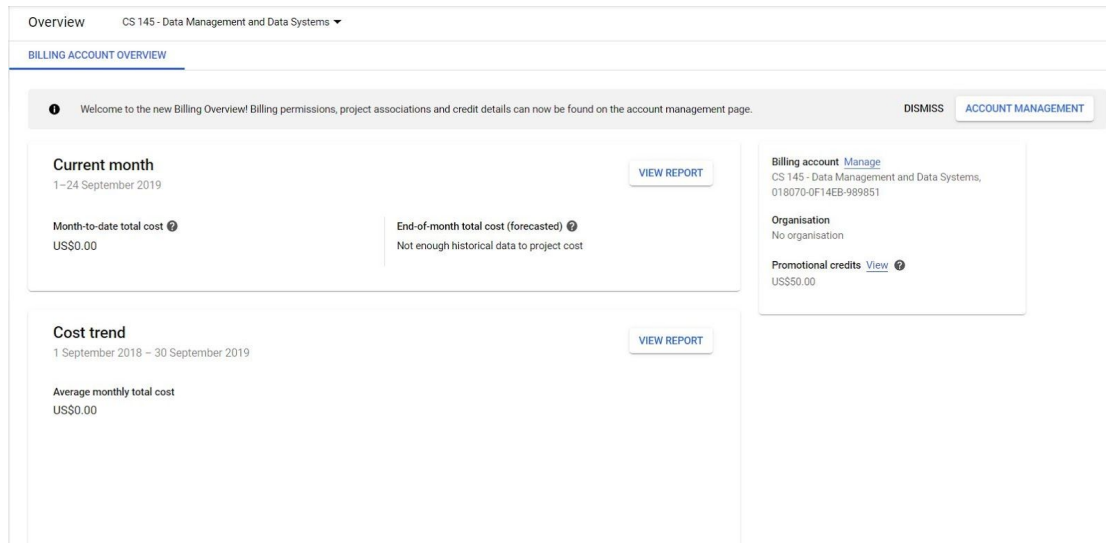 Overview
CS 145 - Data Management and Data Systems
BILLING ACCOUNT OVERVIEW
Welcome to the new Billing Overview! Billing permissions, project associations and credit details can now be found on the account management page.
DISMISS
ACCOUNT MANAGEMENT
Current month
1–24 September 2019
VIEW REPORT
Month-to-date total cost
US$0.00
End-of-month total cost (forecasted)
Not enough historical data to project cost
Billing account Manage
CS 145 - Data Management and Data Systems,
018070-0F14EB-989851
Organisation
No organisation
Promotional credits View
US$50.00
Cost trend
1 September 2018 – 30 September 2019
VIEW REPORT
Average monthly total cost
US$0.00